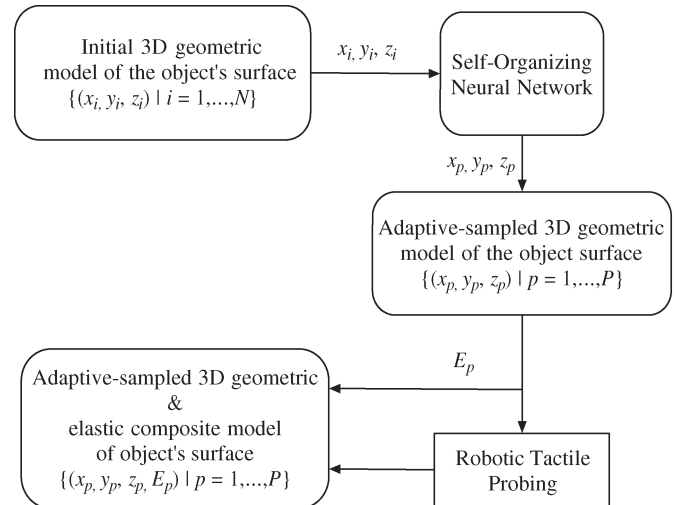 Initial 3D geometric
model of the object's surface
{(xi, yi, zi) | i = 1,...,N}
xi, yi, zi
Self-Organizing
Neural Network
xp, yp, zp
Adaptive-sampled 3D geometric
model of the object surface
{(xp, yp, zp) | p = 1,...,P}
Ep
Adaptive-sampled 3D geometric
&
elastic composite model
of object's surface
{(xp, yp, zp, Ep) | p = 1,...,P}
Robotic Tactile
Probing